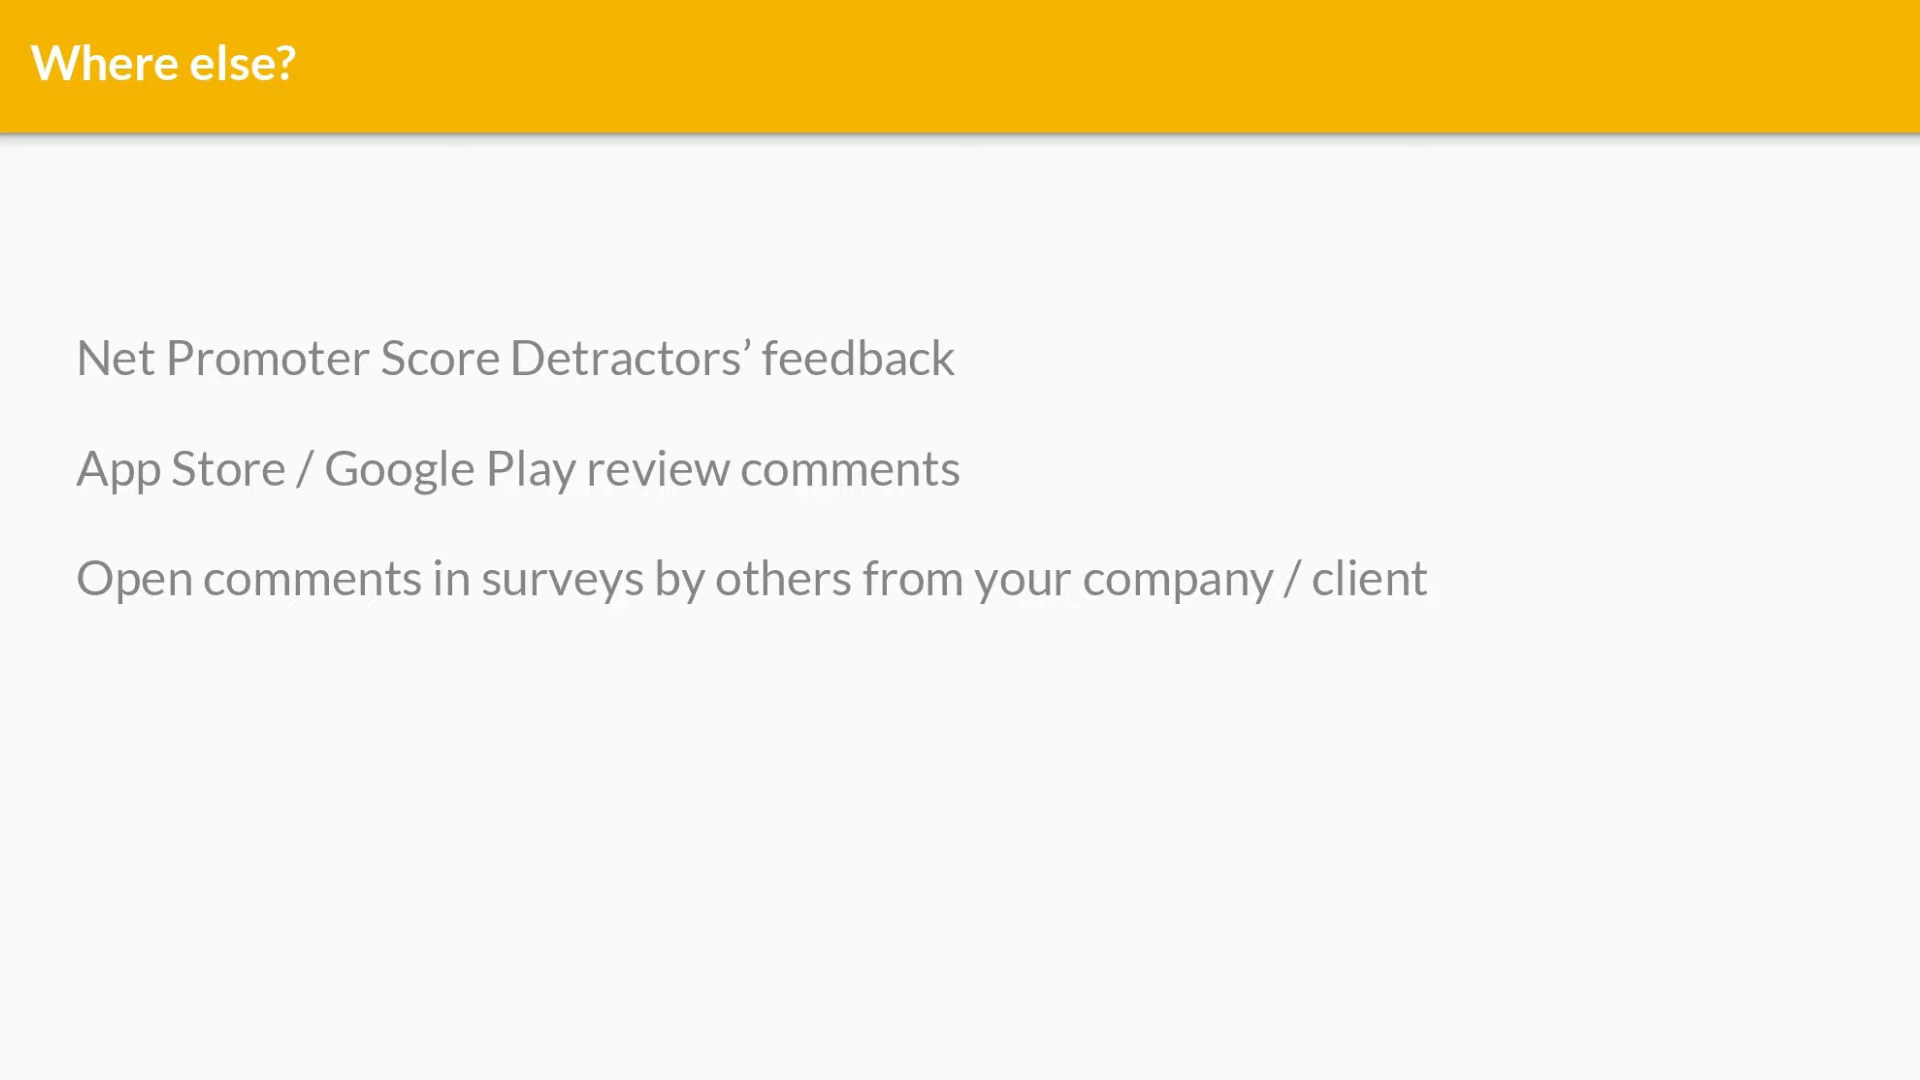 Where else?
Net Promoter Score Detractors’ feedback
App Store / Google Play review comments
Open comments in surveys by others from your company / client